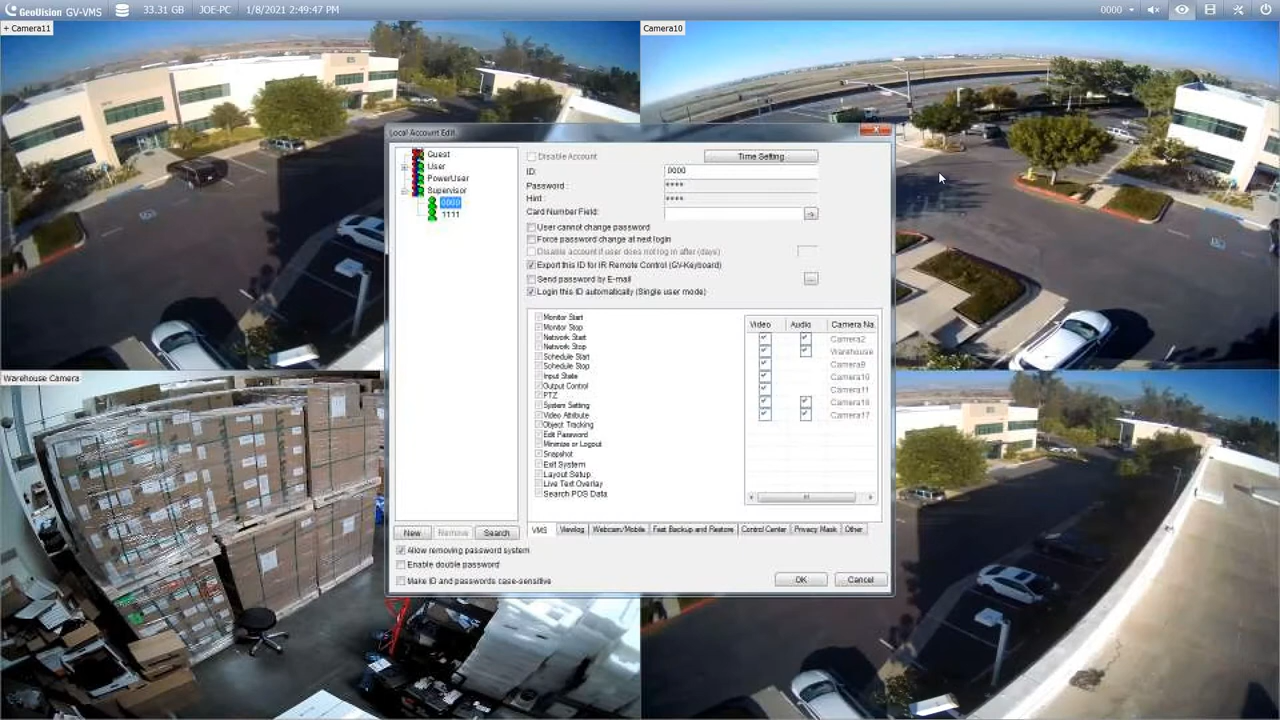 GeoVision GV-VMS 33.31 GB JOE-PC 1/8/2021 2:49:47 PM 0000
+ Camera11
Camera10
Local Account Edit
Guest
User
PowerUser
Supervisor
0000
1111
Disable Account
Time Setting
ID: 0000
Password : ****
Hint : ****
Card Number Field:
User cannot change password
Force password change at next login
Disable account if user does not log in after (days)
Export this ID for IR Remote Control (GV-Keyboard)
Send password by E-mail ...
Login this ID automatically (Single user mode)
Monitor Start
Monitor Stop
Network Start
Network Stop
Schedule Start
Schedule Stop
Input State
Output Control
PTZ
System Setting
Video Attribute
Object Tracking
Edit Password
Minimize or Logout
Snapshot
Exit System
Layout Setup
Live Text Overlay
Search POS Data
Video Audio Camera Na
Camera2
Warehouse
Camera9
Camera10
Camera11
Camera16
Camera17
New Remove Search
VMS Viewlog Webcam/Mobile Fast Backup and Restore Control Center Privacy Mask Other
Allow removing password system
Enable double password
Make ID and passwords case-sensitive
OK Cancel
Warehouse Camera